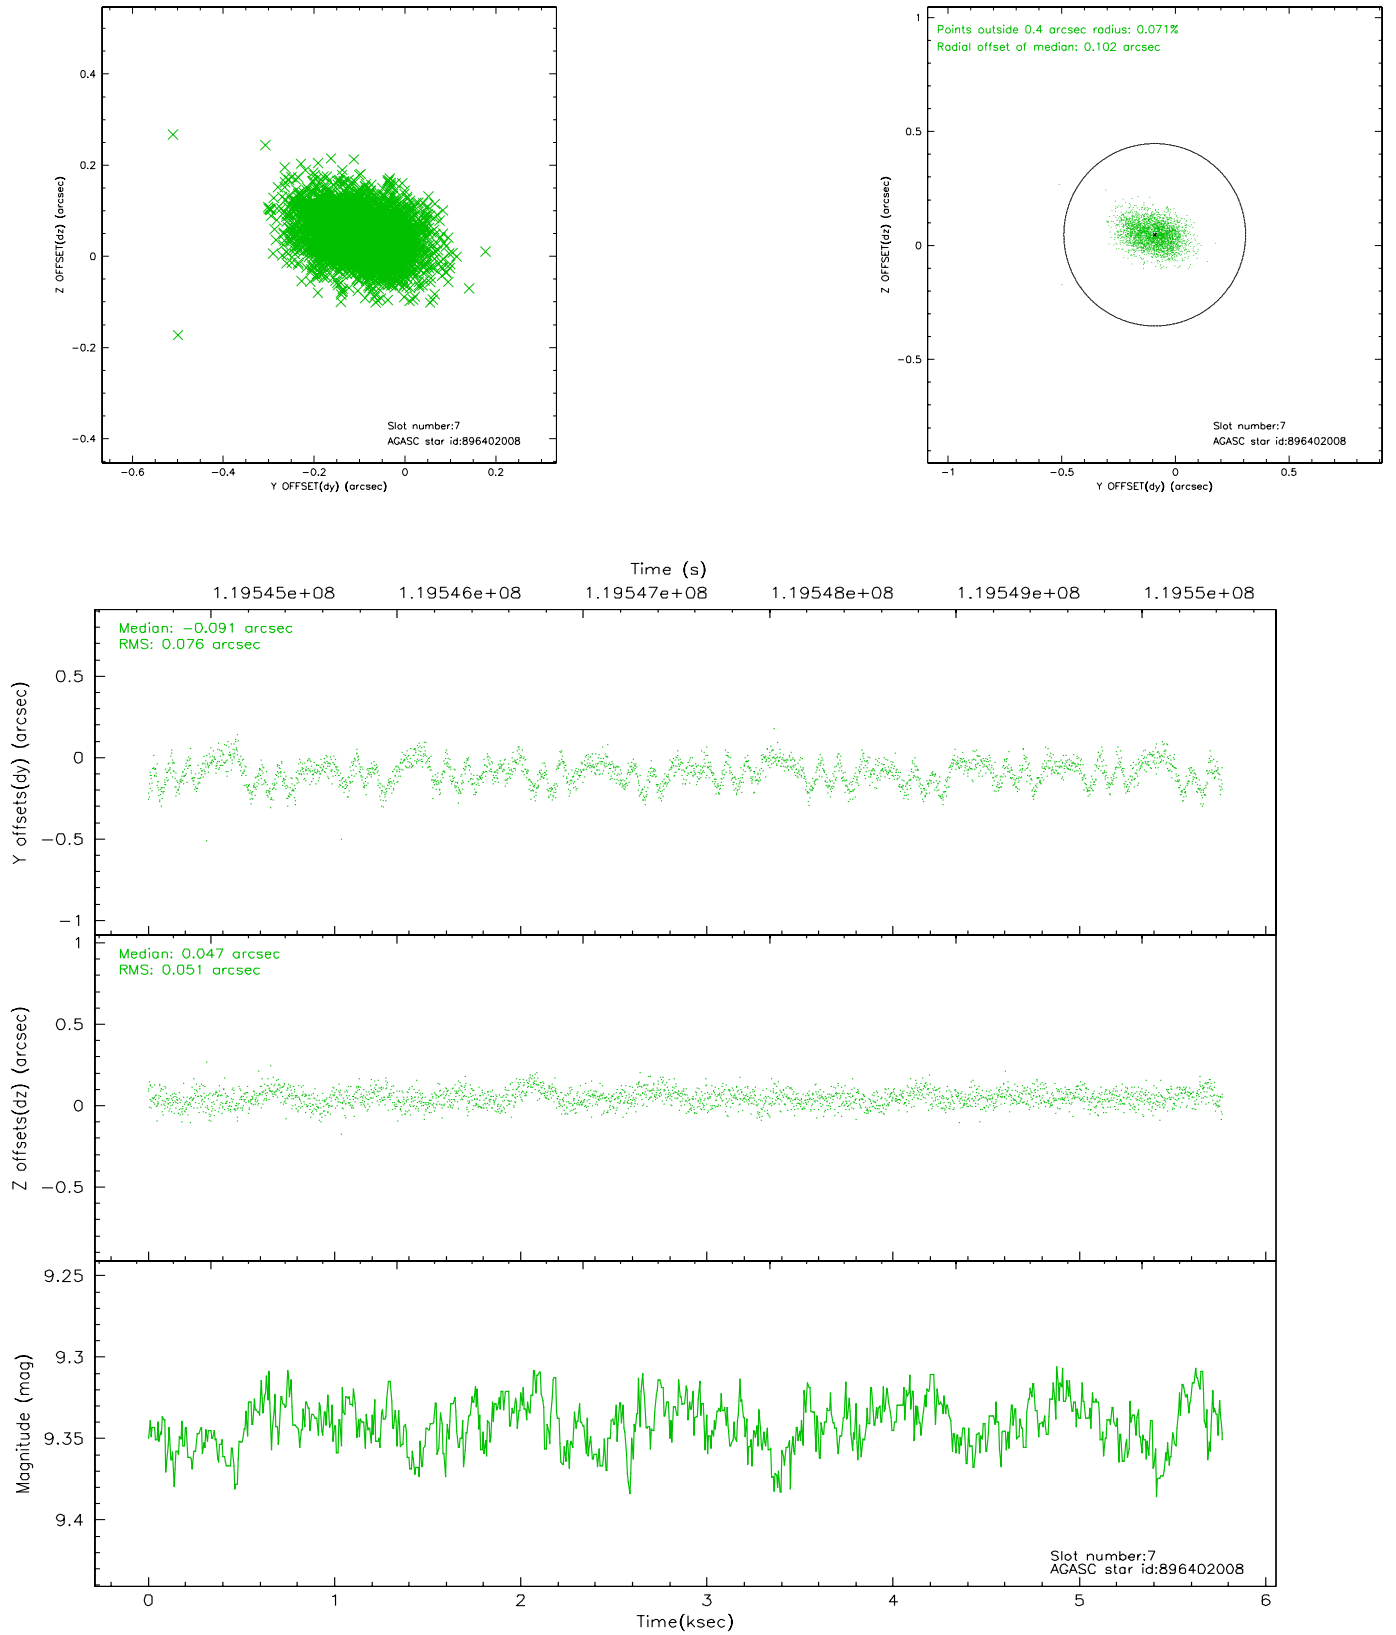 0.4
0.2
0
−0.2
−0.4
−0.6
−0.4
−0.2
0
0.2
Z OFFSET(dz) (arcsec)
Y OFFSET(dy) (arcsec)
Slot number:7
AGASC star id:896402008
Points outside 0.4 arcsec radius: 0.071%
Radial offset of median: 0.102 arcsec
1
0.5
0
−0.5
−1
−0.5
0
0.5
Z OFFSET(dz) (arcsec)
Y OFFSET(dy) (arcsec)
Slot number:7
AGASC star id:896402008
Time (s)
1.19545e+08
1.19546e+08
1.19547e+08
1.19548e+08
1.19549e+08
1.1955e+08
Median: −0.091 arcsec
RMS: 0.076 arcsec
0.5
0
−0.5
−1
Y offsets(dy) (arcsec)
Median: 0.047 arcsec
RMS: 0.051 arcsec
1
0.5
0
−0.5
Z offsets(dz) (arcsec)
9.25
9.3
9.35
9.4
Magnitude (mag)
Slot number:7
AGASC star id:896402008
0
1
2
3
4
5
6
Time(ksec)